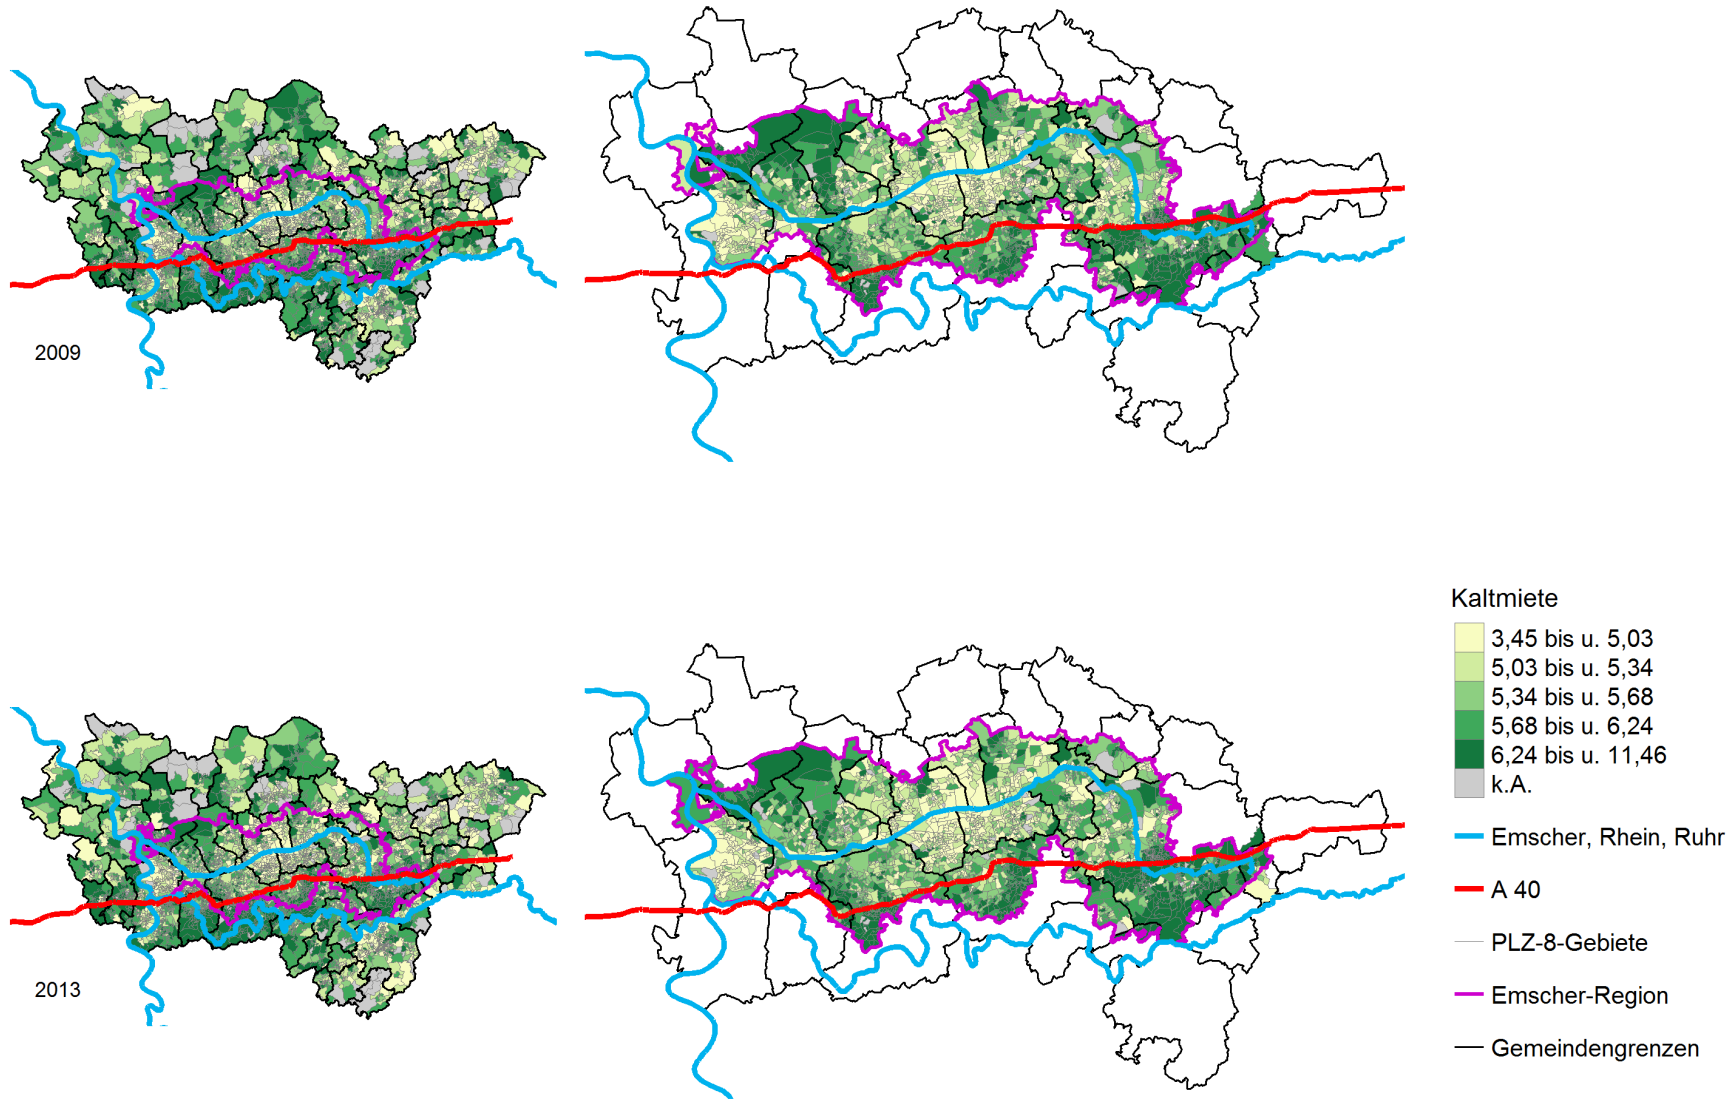 2009
2013
Kaltmiete
3,45 bis u. 5,03
5,03 bis u. 5,34
5,34 bis u. 5,68
5,68 bis u. 6,24
6,24 bis u. 11,46
k.A.
Emscher, Rhein, Ruhr
A 40
PLZ-8-Gebiete
Emscher-Region
Gemeindengrenzen